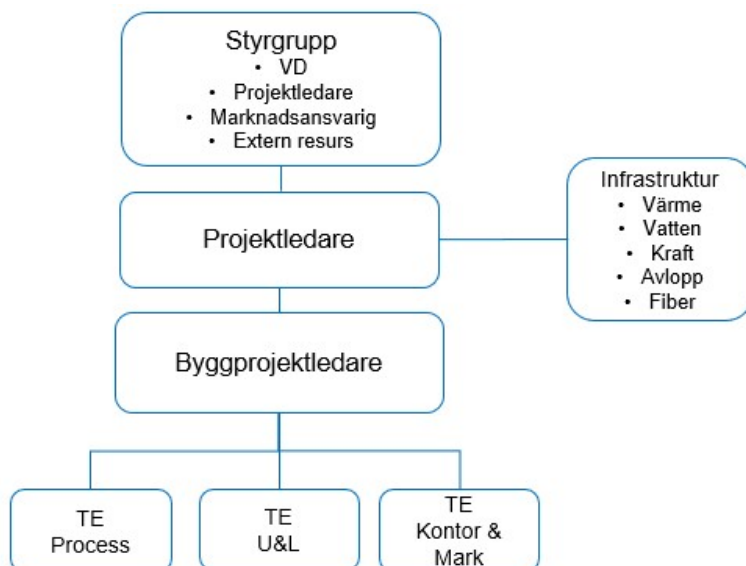 Styrgrupp
• VD
• Projektledare
• Marknadsansvarig
• Extern resurs
Infrastruktur
• Värme
• Vatten
• Kraft
• Avlopp
• Fiber
Projektledare
Byggprojektledare
TE
Process
TE
U&L
TE
Kontor &
Mark